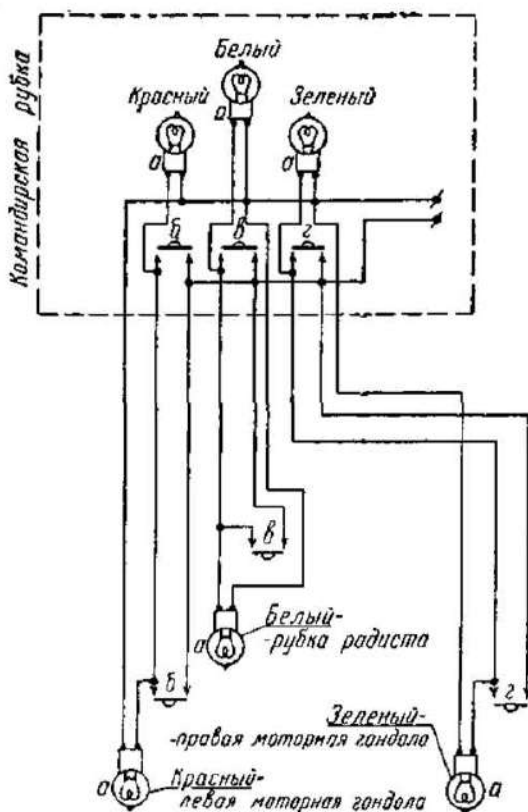 Командирская рубка
Белый
Красный
Зеленый
а
а
а
б
в
г
в
а
Белый-
-рубка радиста
б
г
Зеленый-
-правая моторная гондола
а
Красный-
-левая моторная гондола
а